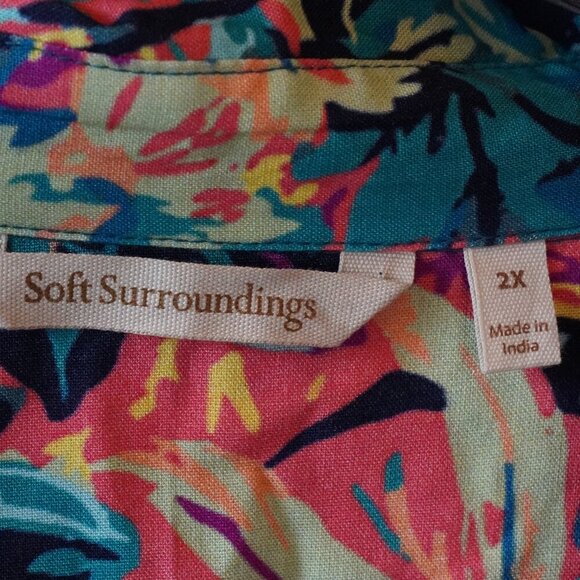 Soft Surroundings
2X
Made in
India